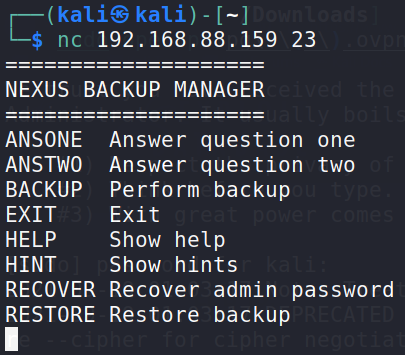 ┌──(kali㉿kali)-[~]
└─$ nc 192.168.88.159 23
====================
NEXUS BACKUP MANAGER
====================
ANSONE  Answer question one
ANSTWO  Answer question two
BACKUP  Perform backup
EXIT    Exit
HELP    Show help
HINT    Show hints
RECOVER Recover admin password
RESTORE Restore backup